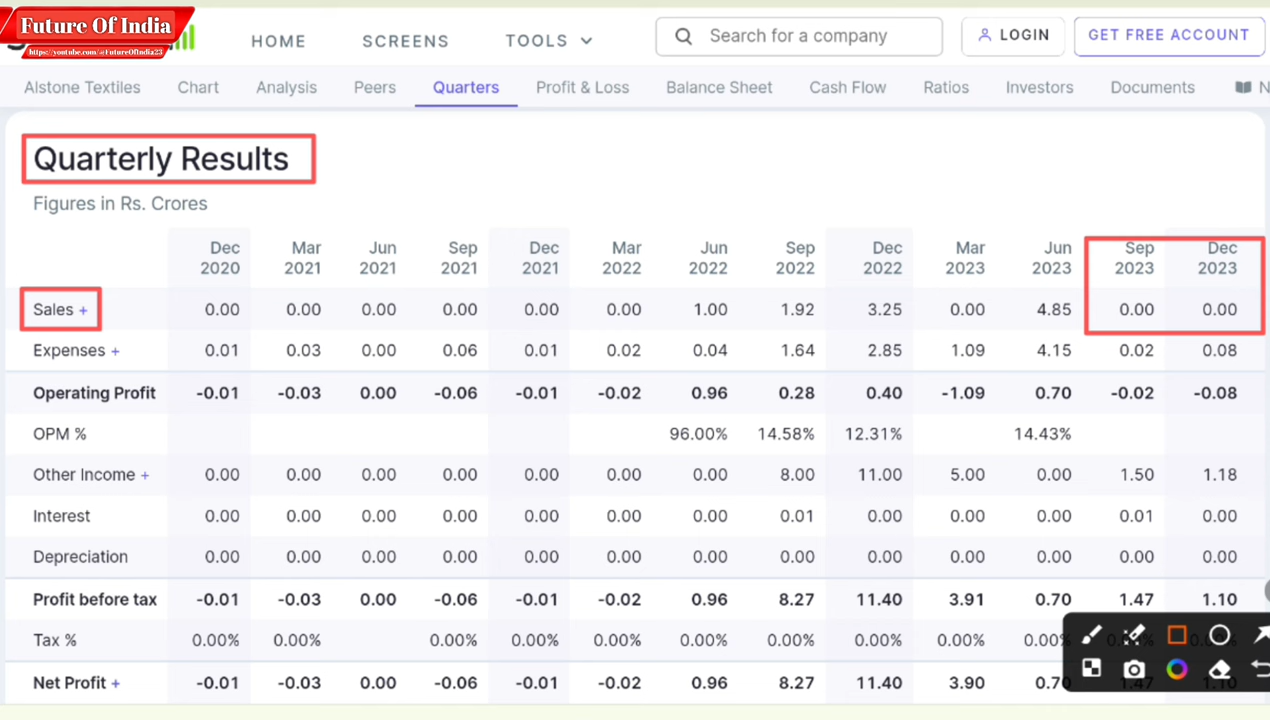 Future Of India
https://youtube.com/@FutureOfIndia23
HOME SCREENS TOOLS Search for a company LOGIN GET FREE ACCOUNT
Alstone Textiles Chart Analysis Peers Quarters Profit & Loss Balance Sheet Cash Flow Ratios Investors Documents N
Quarterly Results
Figures in Rs. Crores
Dec 2020 Mar 2021 Jun 2021 Sep 2021 Dec 2021 Mar 2022 Jun 2022 Sep 2022 Dec 2022 Mar 2023 Jun 2023 Sep 2023 Dec 2023
Sales + 0.00 0.00 0.00 0.00 0.00 0.00 1.00 1.92 3.25 0.00 4.85 0.00 0.00
Expenses + 0.01 0.03 0.00 0.06 0.01 0.02 0.04 1.64 2.85 1.09 4.15 0.02 0.08
Operating Profit -0.01 -0.03 0.00 -0.06 -0.01 -0.02 0.96 0.28 0.40 -1.09 0.70 -0.02 -0.08
OPM % 96.00% 14.58% 12.31% 14.43%
Other Income + 0.00 0.00 0.00 0.00 0.00 0.00 0.00 8.00 11.00 5.00 0.00 1.50 1.18
Interest 0.00 0.00 0.00 0.00 0.00 0.00 0.00 0.01 0.00 0.00 0.00 0.01 0.00
Depreciation 0.00 0.00 0.00 0.00 0.00 0.00 0.00 0.00 0.00 0.00 0.00 0.00 0.00
Profit before tax -0.01 -0.03 0.00 -0.06 -0.01 -0.02 0.96 8.27 11.40 3.91 0.70 1.47 1.10
Tax % 0.00% 0.00% 0.00% 0.00% 0.00% 0.00% 0.00% 0.00% 0.00% 0.00%
Net Profit + -0.01 -0.03 0.00 -0.06 -0.01 -0.02 0.96 8.27 11.40 3.90 0.70 1.47 1.10